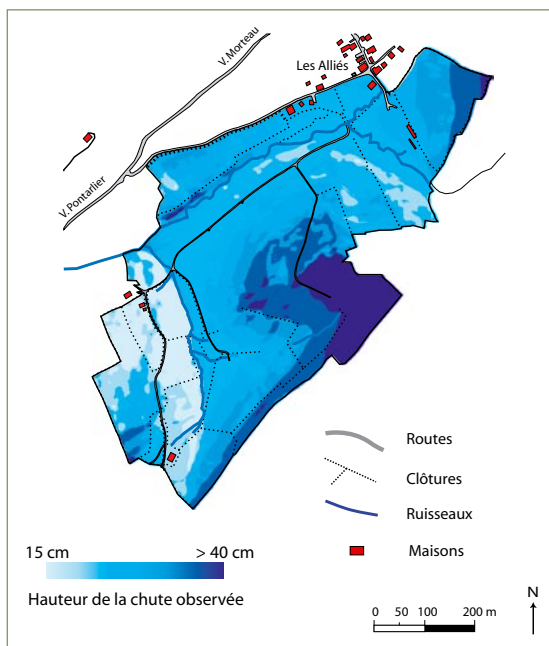 V. Morteau
Les Alliés
V. Pontarlier
Routes
Clôtures
Ruisseaux
Maisons
15 cm > 40 cm
Hauteur de la chute observée
N
0 50 100 200 m